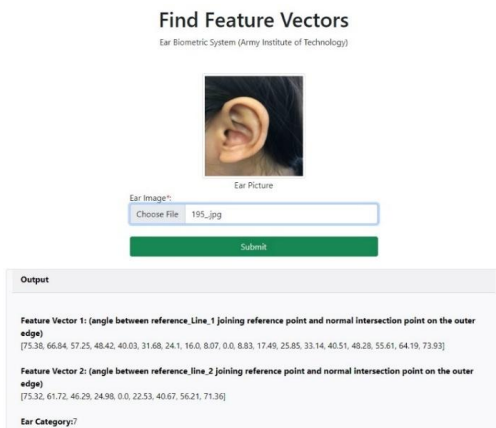 Find Feature Vectors
Ear Biometric System (Army Institute of Technology)
Ear Picture
Ear Image*:
Choose File 195_.jpg
Submit
Output
Feature Vector 1: (angle between reference_Line_1 joining reference point and normal intersection point on the outer
edge)
[75.38, 66.84, 57.25, 48.42, 40.03, 31.68, 24.1, 16.0, 8.07, 0.0, 8.83, 17.49, 25.85, 33.14, 40.51, 48.28, 55.61, 64.19, 73.93]
Feature Vector 2: (angle between reference_line_2 joining reference point and normal intersection point on the outer
edge)
[75.32, 61.72, 46.29, 24.98, 0.0, 22.53, 40.67, 56.21, 71.36]
Ear Category:7